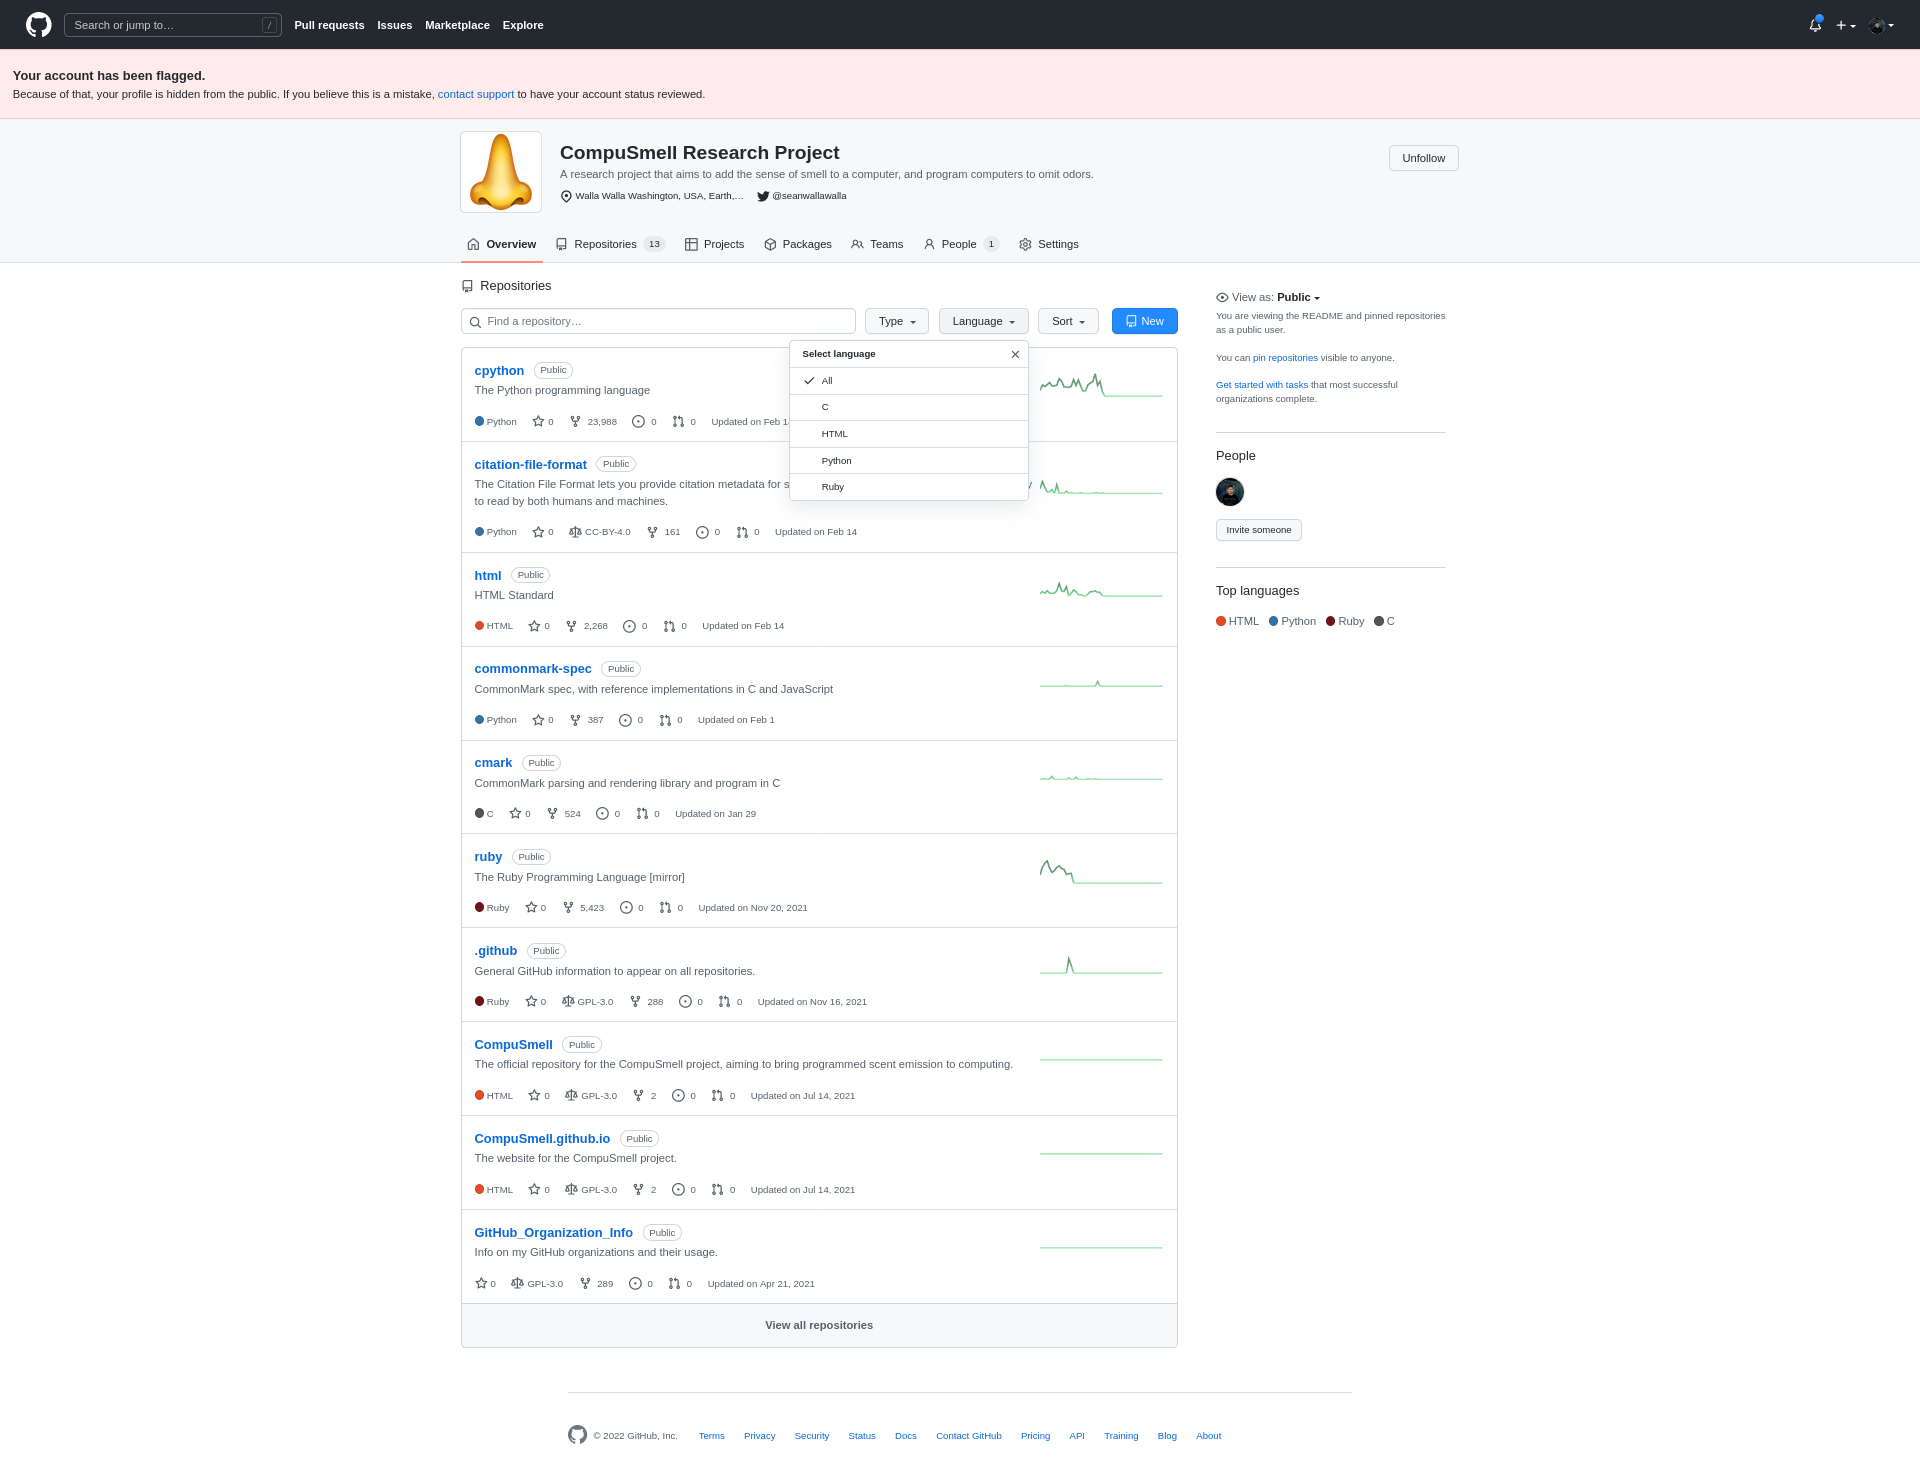 Search or jump to… /
Pull requests Issues Marketplace Explore
Your account has been flagged.
Because of that, your profile is hidden from the public. If you believe this is a mistake, contact support to have your account status reviewed.
CompuSmell Research Project
A research project that aims to add the sense of smell to a computer, and program computers to omit odors.
Walla Walla Washington, USA, Earth,… @seanwallawalla
Unfollow
Overview Repositories 13 Projects Packages Teams People 1 Settings
Repositories
Find a repository…
Type Language Sort New
Select language
All
C
HTML
Python
Ruby
cpython Public
The Python programming language
Python 0 23,988 0 0 Updated on Feb
citation-file-format Public
The Citation File Format lets you provide citation metadata for
to read by both humans and machines.
Python 0 CC-BY-4.0 161 0 0 Updated on Feb 14
html Public
HTML Standard
HTML 0 2,268 0 0 Updated on Feb 14
commonmark-spec Public
CommonMark spec, with reference implementations in C and JavaScript
Python 0 387 0 0 Updated on Feb 1
cmark Public
CommonMark parsing and rendering library and program in C
C 0 524 0 0 Updated on Jan 29
ruby Public
The Ruby Programming Language [mirror]
Ruby 0 5,423 0 0 Updated on Nov 20, 2021
.github Public
General GitHub information to appear on all repositories.
Ruby 0 GPL-3.0 288 0 0 Updated on Nov 16, 2021
CompuSmell Public
The official repository for the CompuSmell project, aiming to bring programmed scent emission to computing.
HTML 0 GPL-3.0 2 0 0 Updated on Jul 14, 2021
CompuSmell.github.io Public
The website for the CompuSmell project.
HTML 0 GPL-3.0 2 0 0 Updated on Jul 14, 2021
GitHub_Organization_Info Public
Info on my GitHub organizations and their usage.
0 GPL-3.0 289 0 0 Updated on Apr 21, 2021
View all repositories
View as: Public
You are viewing the README and pinned repositories
as a public user.
You can pin repositories visible to anyone.
Get started with tasks that most successful
organizations complete.
People
Invite someone
Top languages
HTML Python Ruby C
© 2022 GitHub, Inc. Terms Privacy Security Status Docs Contact GitHub Pricing API Training Blog About